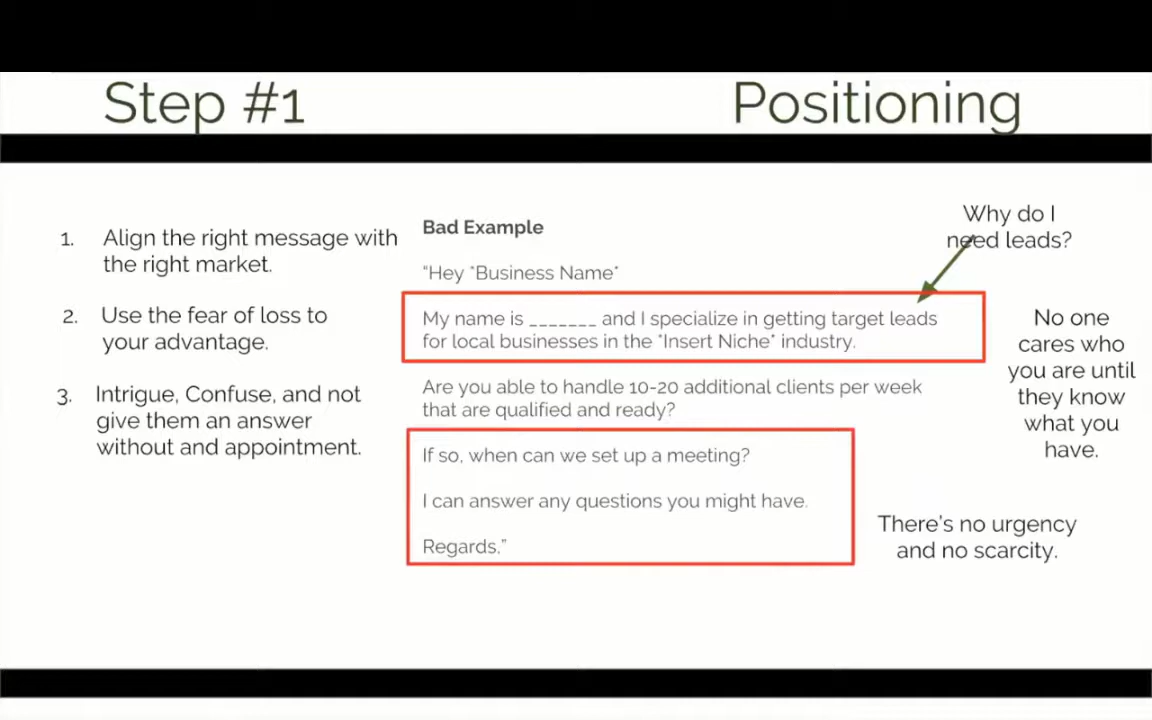 Step #1
Positioning
1. Align the right message with
the right market.
2. Use the fear of loss to
your advantage.
3. Intrigue, Confuse, and not
give them an answer
without and appointment.
Bad Example
"Hey *Business Name*
My name is _______ and I specialize in getting target leads
for local businesses in the *Insert Niche* industry.
Are you able to handle 10-20 additional clients per week
that are qualified and ready?
If so, when can we set up a meeting?
I can answer any questions you might have.
Regards,"
Why do I
need leads?
No one
cares who
you are until
they know
what you
have.
There's no urgency
and no scarcity.